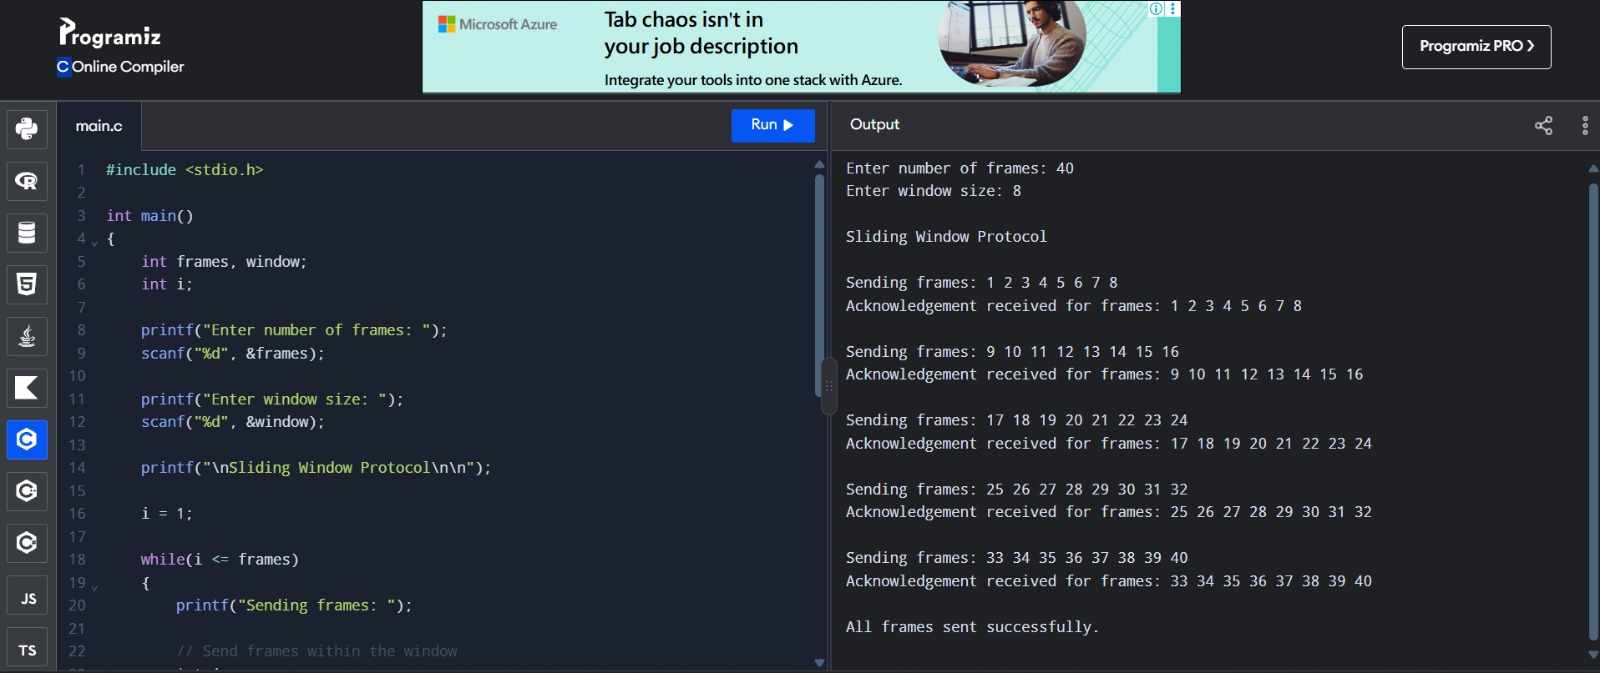 Programiz
C Online Compiler
Microsoft Azure
Tab chaos isn't in
your job description
Integrate your tools into one stack with Azure.
Programiz PRO ❯
main.c
Run
Output
1 #include <stdio.h>
2
3 int main()
4 {
5 int frames, window;
6 int i;
7
8 printf("Enter number of frames: ");
9 scanf("%d", &frames);
10
11 printf("Enter window size: ");
12 scanf("%d", &window);
13
14 printf("\nSliding Window Protocol\n\n");
15
16 i = 1;
17
18 while(i <= frames)
19 {
20 printf("Sending frames: ");
21
22 // Send frames within the window
Enter number of frames: 40
Enter window size: 8
Sliding Window Protocol
Sending frames: 1 2 3 4 5 6 7 8
Acknowledgement received for frames: 1 2 3 4 5 6 7 8
Sending frames: 9 10 11 12 13 14 15 16
Acknowledgement received for frames: 9 10 11 12 13 14 15 16
Sending frames: 17 18 19 20 21 22 23 24
Acknowledgement received for frames: 17 18 19 20 21 22 23 24
Sending frames: 25 26 27 28 29 30 31 32
Acknowledgement received for frames: 25 26 27 28 29 30 31 32
Sending frames: 33 34 35 36 37 38 39 40
Acknowledgement received for frames: 33 34 35 36 37 38 39 40
All frames sent successfully.
JS
TS